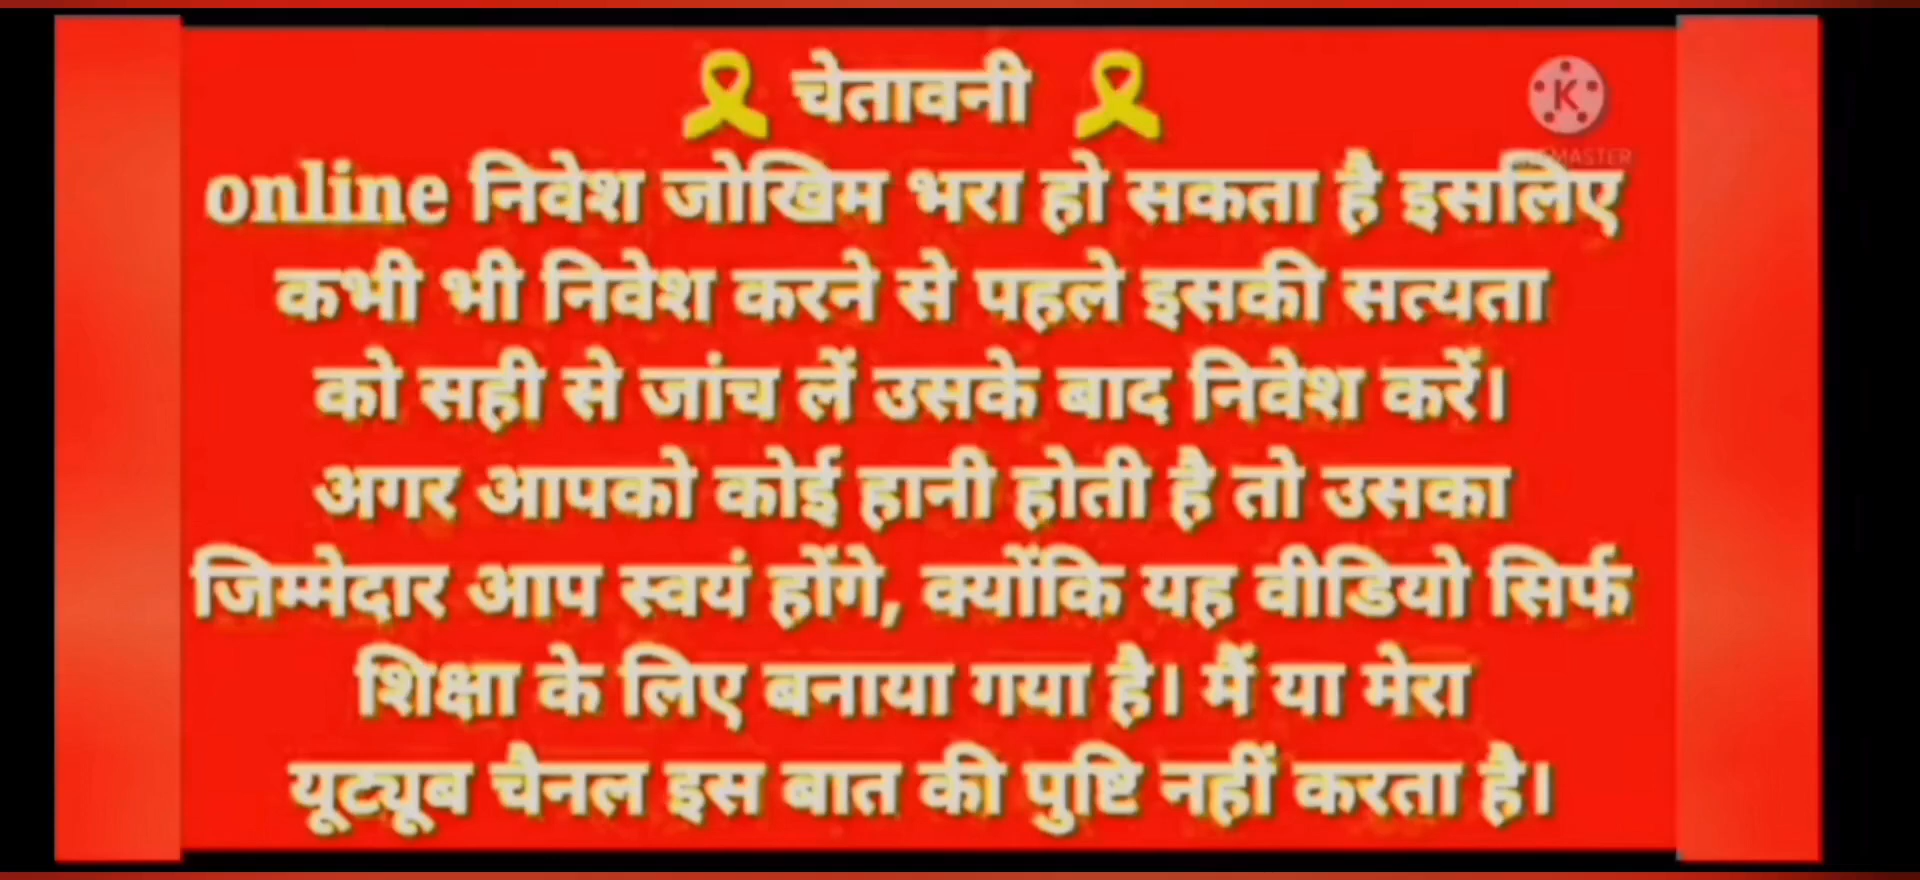 🎗 चेतावनी 🎗
online निवेश जोखिम भरा हो सकता है इसलिए
कभी भी निवेश करने से पहले इसकी सत्यता
को सही से जांच लें उसके बाद निवेश करें।
अगर आपको कोई हानी होती है तो उसका
जिम्मेदार आप स्वयं होंगे, क्योंकि यह वीडियो सिर्फ
शिक्षा के लिए बनाया गया है। मैं या मेरा
यूट्यूब चैनल इस बात की पुष्टि नहीं करता है।
K